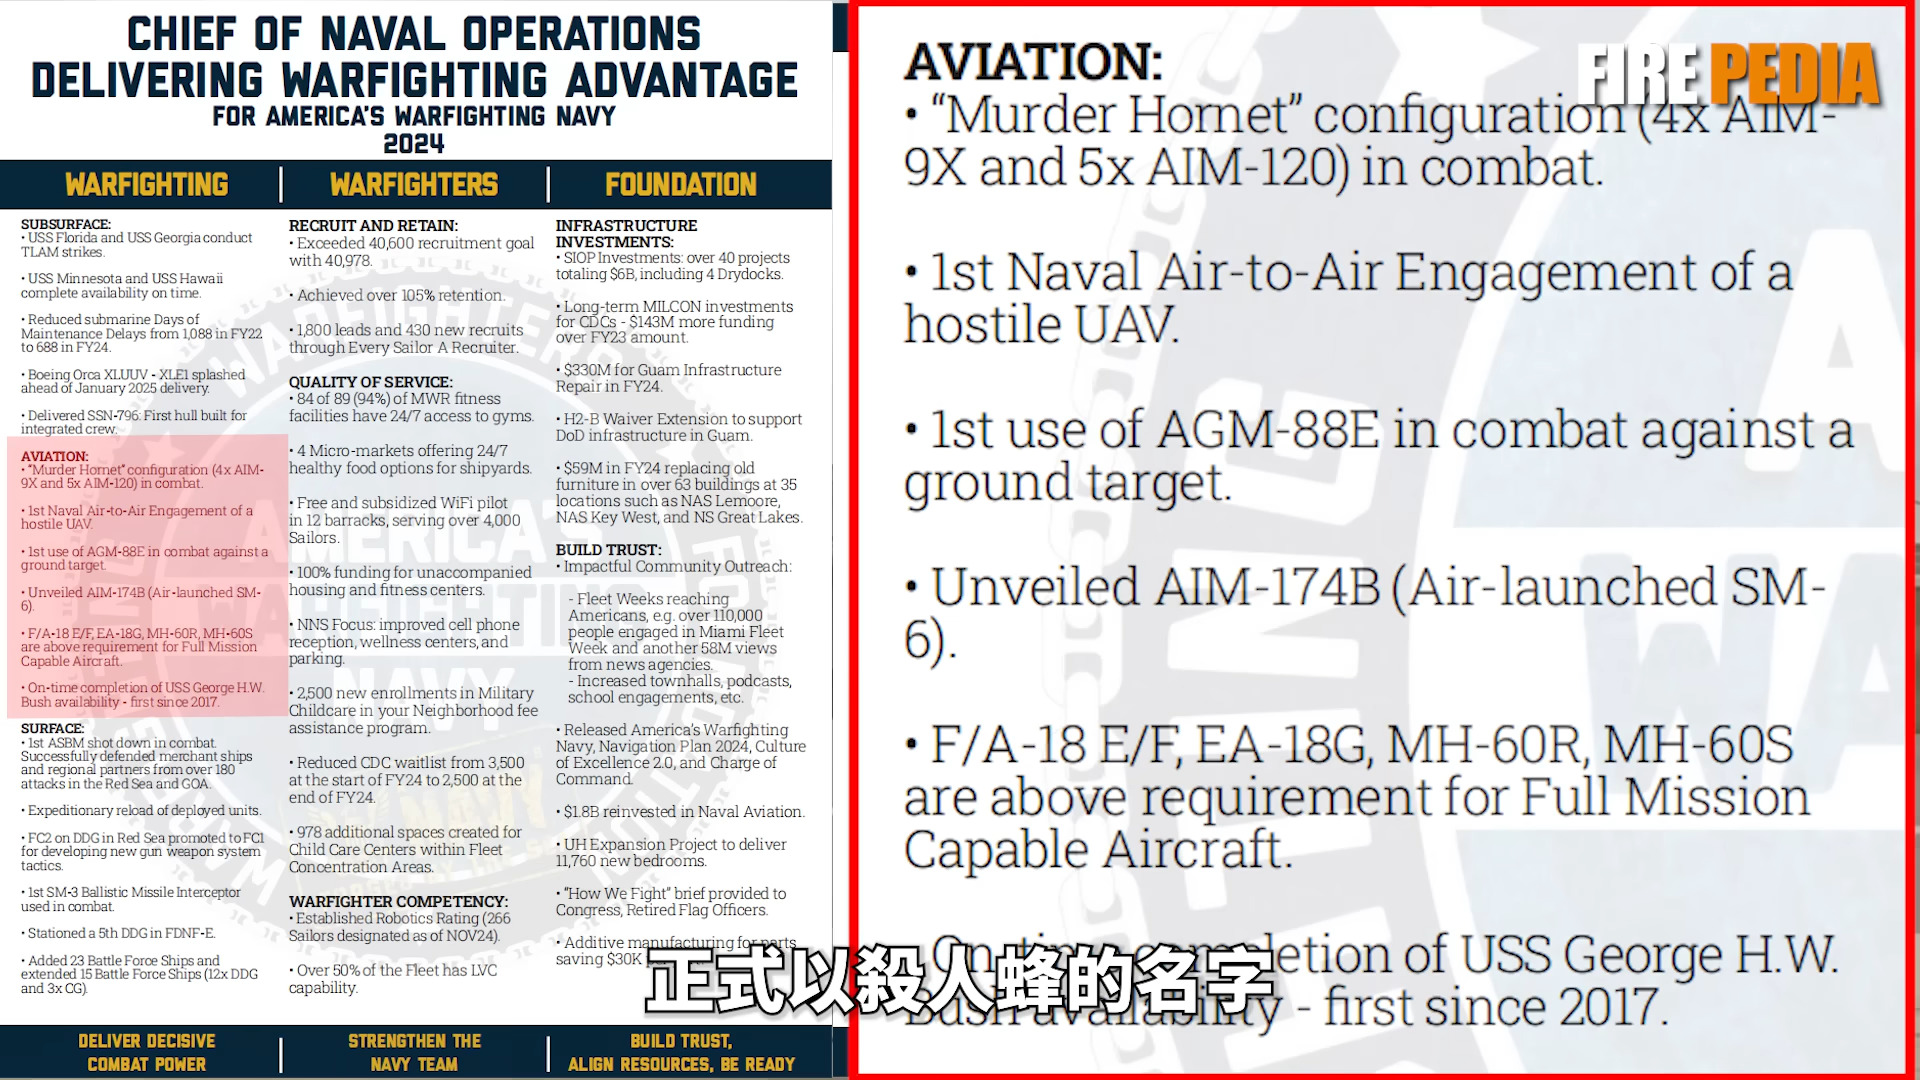 CHIEF OF NAVAL OPERATIONS
DELIVERING WARFIGHTING ADVANTAGE
FOR AMERICA'S WARFIGHTING NAVY
2024
WARFIGHTING
SUBSURFACE:
• USS Florida and USS Georgia conduct
TLAM strikes.
• USS Minnesota and USS Hawaii
complete availability on time.
• Reduced submarine Days of
Maintenance Delays from 1,088 in FY22
to 688 in FY24.
• Boeing Orca XLUUV - XLE1 splashed
ahead of January 2025 delivery.
• Delivered SSN-796: First hull built for
integrated crew.
AVIATION:
• "Murder Hornet" configuration (4x AIM-
9X and 5x AIM-120) in combat.
• 1st Naval Air-to-Air Engagement of a
hostile UAV.
• 1st use of AGM-88E in combat against a
ground target.
• Unveiled AIM-174B (Air-launched SM-
6).
• F/A-18 E/F, EA-18G, MH-60R, MH-60S
are above requirement for Full Mission
Capable Aircraft.
• On-time completion of USS George H.W.
Bush availability - first since 2017.
SURFACE:
• 1st ASBM shot down in combat.
Successfully defended merchant ships
and regional partners from over 180
attacks in the Red Sea and GOA.
• Expeditionary reload of deployed units.
• FC2 on DDG in Red Sea promoted to FC1
for developing new gun weapon system
tactics.
• 1st SM-3 Ballistic Missile Interceptor
used in combat.
• Stationed a 5th DDG in FDNF-E.
• Added 23 Battle Force Ships and
extended 15 Battle Force Ships (12x DDG
and 3x CG).
DELIVER DECISIVE
COMBAT POWER
WARFIGHTERS
RECRUIT AND RETAIN:
• Exceeded 40,600 recruitment goal
with 40,978.
• Achieved over 105% retention.
• 1,800 leads and 430 new recruits
through Every Sailor A Recruiter.
QUALITY OF SERVICE:
• 84 of 89 (94%) of MWR fitness
facilities have 24/7 access to gyms.
• 4 Micro-markets offering 24/7
healthy food options for shipyards.
• Free and subsidized WiFi pilot
in 12 barracks, serving over 4,000
Sailors.
• 100% funding for unaccompanied
housing and fitness centers.
• NNS Focus: improved cell phone
reception, wellness centers, and
parking.
• 2,500 new enrollments in Military
Childcare in your Neighborhood fee
assistance program.
• Reduced CDC waitlist from 3,500
at the start of FY24 to 2,500 at the
end of FY24.
• 978 additional spaces created for
Child Care Centers within Fleet
Concentration Areas.
WARFIGHTER COMPETENCY:
• Established Robotics Rating (266
Sailors designated as of NOV24).
• Over 50% of the Fleet has LVC
capability.
STRENGTHEN THE
NAVY TEAM
FOUNDATION
INFRASTRUCTURE
INVESTMENTS:
• SIOP Investments: over 40 projects
totaling $6B, including 4 Drydocks.
• Long-term MILCON investments
for CDCs - $143M more funding
over FY23 amount.
• $330M for Guam Infrastructure
Repair in FY24.
• H2-B Waiver Extension to support
DoD infrastructure in Guam.
• $59M in FY24 replacing old
furniture in over 63 buildings at 35
locations such as NAS Lemoore,
NAS Key West, and NS Great Lakes.
BUILD TRUST:
• Impactful Community Outreach:
- Fleet Weeks reaching
Americans, e.g. over 110,000
people engaged in Miami Fleet
Week and another 58M views
from news agencies.
- Increased townhalls, podcasts,
school engagements, etc.
• Released America's Warfighting
Navy, Navigation Plan 2024, Culture
of Excellence 2.0, and Charge of
Command.
• $1.8B reinvested in Naval Aviation.
• UH Expansion Project to deliver
11,760 new bedrooms.
• "How We Fight" brief provided to
Congress, Retired Flag Officers.
• Additive manufacturing for parts
saving $30K
BUILD TRUST,
ALIGN RESOURCES, BE READY
FIREPEDIA
AVIATION:
• “Murder Hornet” configuration (4x AIM-
9X and 5x AIM-120) in combat.
• 1st Naval Air-to-Air Engagement of a
hostile UAV.
• 1st use of AGM-88E in combat against a
ground target.
• Unveiled AIM-174B (Air-launched SM-
6).
• F/A-18 E/F, EA-18G, MH-60R, MH-60S
are above requirement for Full Mission
Capable Aircraft.
On-time completion of USS George H.W.
Bush availability - first since 2017.
正式以殺人蜂的名字